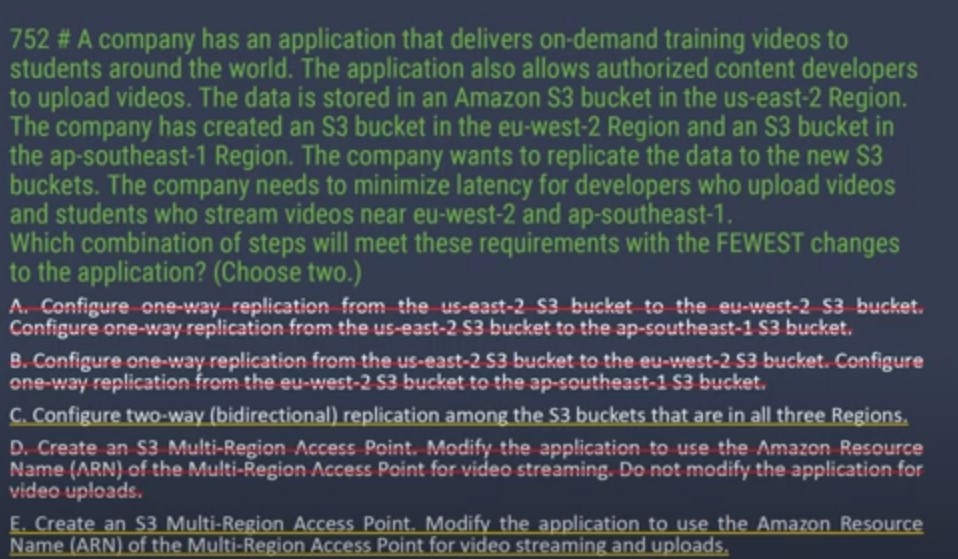 752 # A company has an application that delivers on-demand training videos to
students around the world. The application also allows authorized content developers
to upload videos. The data is stored in an Amazon S3 bucket in the us-east-2 Region.
The company has created an S3 bucket in the eu-west-2 Region and an S3 bucket in
the ap-southeast-1 Region. The company wants to replicate the data to the new S3
buckets. The company needs to minimize latency for developers who upload videos
and students who stream videos near eu-west-2 and ap-southeast-1.
Which combination of steps will meet these requirements with the FEWEST changes
to the application? (Choose two.)
A. Configure one-way replication from the us-east-2 S3 bucket to the eu-west-2 S3 bucket.
Configure one-way replication from the us-east-2 S3 bucket to the ap-southeast-1 S3 bucket.
B. Configure one-way replication from the us-east-2 S3 bucket to the eu-west-2 S3 bucket. Configure
one-way replication from the eu-west-2 S3 bucket to the ap-southeast-1 S3 bucket.
C. Configure two-way (bidirectional) replication among the S3 buckets that are in all three Regions.
D. Create an S3 Multi-Region Access Point. Modify the application to use the Amazon Resource
Name (ARN) of the Multi-Region Access Point for video streaming. Do not modify the application for
video uploads.
E. Create an S3 Multi-Region Access Point. Modify the application to use the Amazon Resource
Name (ARN) of the Multi-Region Access Point for video streaming and uploads.